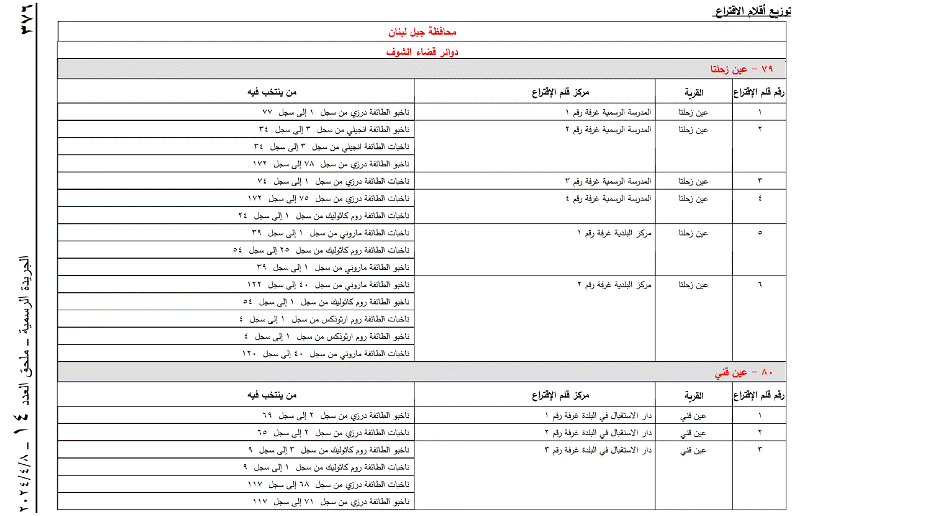 توزيع أقلام الاقتراع
محافظة جبل لبنان
دوائر قضاء الشوف
٧٩ - عين زحلتا
رقم قلم الإقتراع القرية مركز قلم الإقتراع من ينتخب فيه
١ عين زحلتا المدرسة الرسمية غرفة رقم ١ ناخبو الطائفة درزي من سجل ١ إلى سجل ٧٧
٢ عين زحلتا المدرسة الرسمية غرفة رقم ٢ ناخبو الطائفة انجيلي من سجل ٣ إلى سجل ٣٤
ناخبات الطائفة انجيلي من سجل ٣ إلى سجل ٣٤
ناخبو الطائفة درزي من سجل ٧٨ إلى سجل ١٧٢
٣ عين زحلتا المدرسة الرسمية غرفة رقم ٣ ناخبات الطائفة درزي من سجل ١ إلى سجل ٧٤
٤ عين زحلتا المدرسة الرسمية غرفة رقم ٤ ناخبات الطائفة درزي من سجل ٧٥ إلى سجل ١٧٢
ناخبات الطائفة روم كاثوليك من سجل ١ إلى سجل ٢٤
٥ عين زحلتا مركز البلدية غرفة رقم ١ ناخبو الطائفة ماروني من سجل ١ إلى سجل ٣٩
ناخبات الطائفة روم كاثوليك من سجل ٢٥ إلى سجل ٥٤
ناخبات الطائفة ماروني من سجل ١ إلى سجل ٣٩
٦ عين زحلتا مركز البلدية غرفة رقم ٢ ناخبو الطائفة ماروني من سجل ٤٠ إلى سجل ١٢٢
ناخبو الطائفة روم كاثوليك من سجل ١ إلى سجل ٥٤
ناخبات الطائفة روم ارثوذكس من سجل ١ إلى سجل ٤
ناخبو الطائفة روم ارثوذكس من سجل ١ إلى سجل ٤
ناخبات الطائفة ماروني من سجل ٤٠ إلى سجل ١٢٠
٨٠ - عين قني
رقم قلم الإقتراع القرية مركز قلم الإقتراع من ينتخب فيه
١ عين قني دار الاستقبال في البلدة غرفة رقم ١ ناخبو الطائفة درزي من سجل ٢ إلى سجل ٦٩
٢ عين قني دار الاستقبال في البلدة غرفة رقم ٢ ناخبات الطائفة درزي من سجل ٢ إلى سجل ٦٥
٣ عين قني دار الاستقبال في البلدة غرفة رقم ٣ ناخبو الطائفة روم كاثوليك من سجل ٣ إلى سجل ٩
ناخبات الطائفة روم كاثوليك من سجل ١ إلى سجل ٩
ناخبات الطائفة درزي من سجل ٦٨ إلى سجل ١١٧
ناخبو الطائفة درزي من سجل ٧١ إلى سجل ١١٧
٣٧٦
الجريدة الرسمية - ملحق العدد ١٤ - ٢٠٢٤/٤/٨